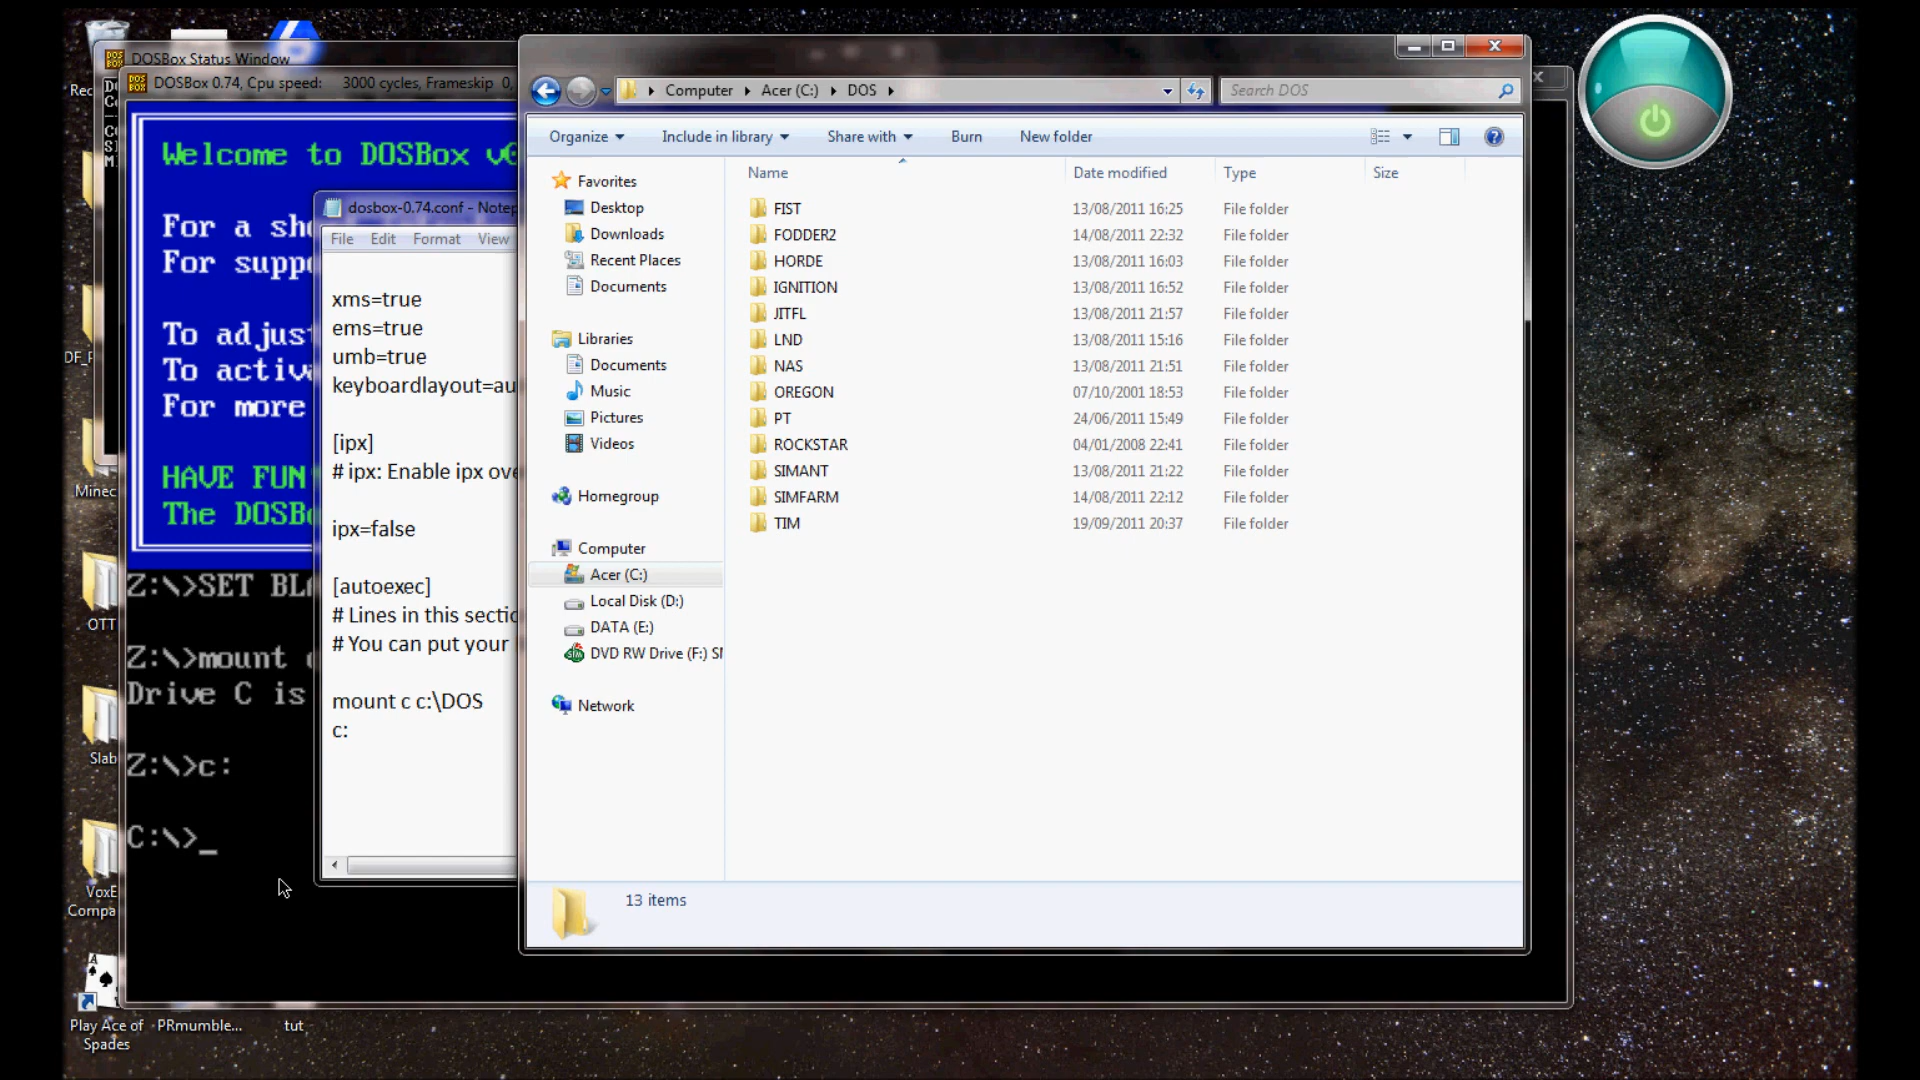 Rec
DOSBox Status Window
DOSBox 0.74, Cpu speed: 3000 cycles, Frameskip 0,
Welcome to DOSBox
For a
For
To
To
For more
HAVE FUN
The
Z:\>SET
Z:\>mount
Drive C is
Z:\>c:
C:\>_
dosbox-0.74.conf - Notep
File Edit Format View
xms=true
ems=true
umb=true
keyboardlayout=au
[ipx]
# ipx: Enable ipx ove
ipx=false
[autoexec]
# Lines in this sectio
# You can put your
mount c c:\DOS
c:
Computer Acer (C:) DOS
Search DOS
Organize Include in library Share with Burn New folder
Favorites
Desktop
Downloads
Recent Places
Documents
Libraries
Documents
Music
Pictures
Videos
Homegroup
Computer
Acer (C:)
Local Disk (D:)
DATA (E:)
DVD RW Drive (F:) SI
Network
Name Date modified Type Size
FIST 13/08/2011 16:25 File folder
FODDER2 14/08/2011 22:32 File folder
HORDE 13/08/2011 16:03 File folder
IGNITION 13/08/2011 16:52 File folder
JITFL 13/08/2011 21:57 File folder
LND 13/08/2011 15:16 File folder
NAS 13/08/2011 21:51 File folder
OREGON 07/10/2001 18:53 File folder
PT 24/06/2011 15:49 File folder
ROCKSTAR 04/01/2008 22:41 File folder
SIMANT 13/08/2011 21:22 File folder
SIMFARM 14/08/2011 22:12 File folder
TIM 19/09/2011 20:37 File folder
13 items
DF_
Minec
OTT
Slab
VoxE
Compa
Play Ace of
Spades
PRmumble...
tut